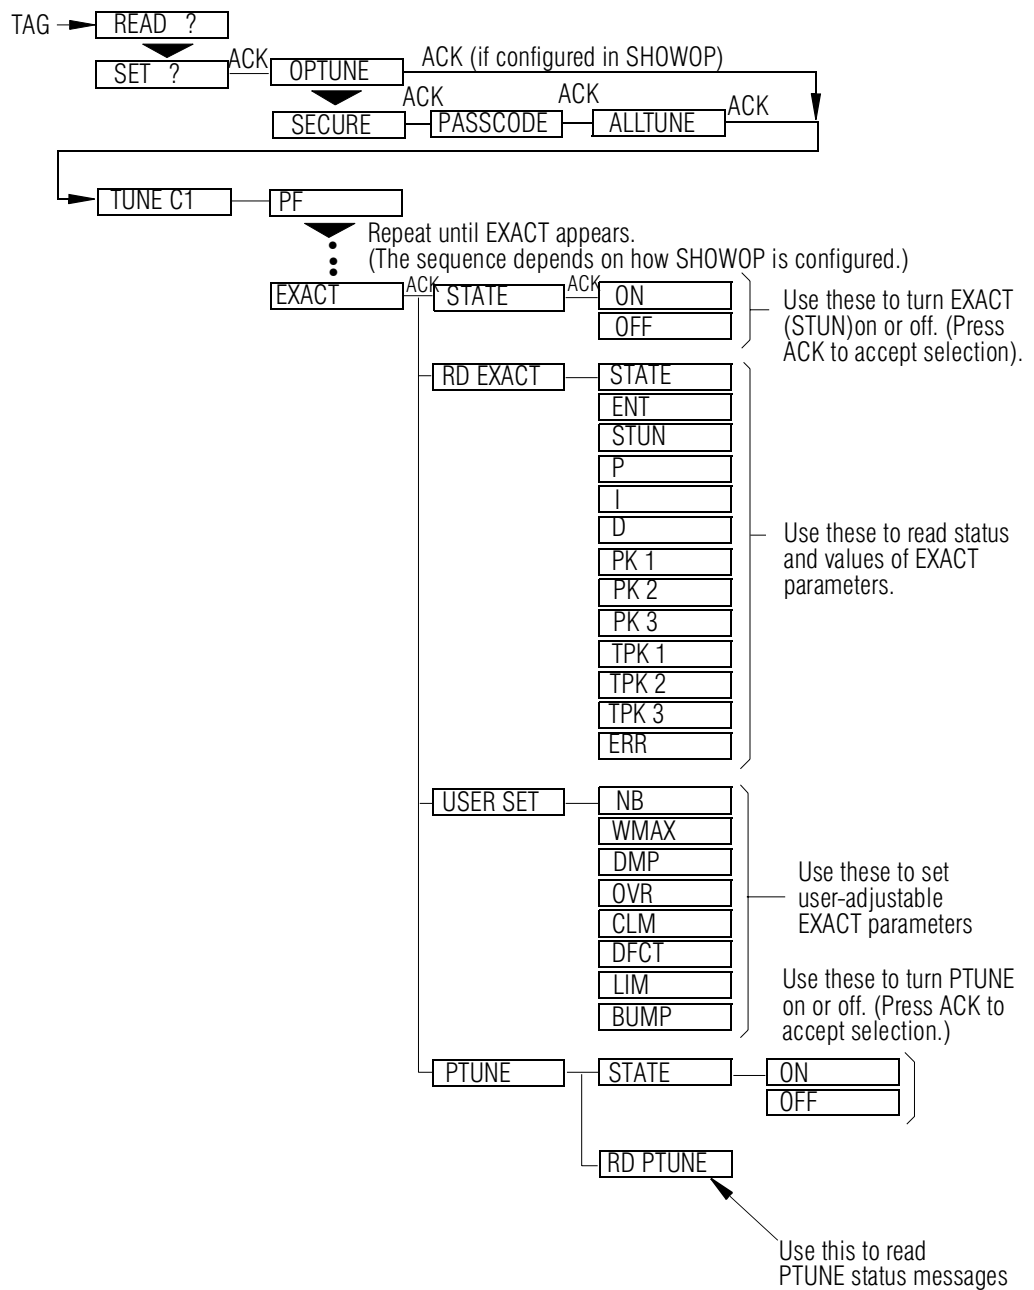 TAG
READ ?
SET ?
ACK
OPTUNE
ACK (if configured in SHOWOP)
SECURE
ACK
PASSCODE
ACK
ALLTUNE
ACK
TUNE C1
PF
Repeat until EXACT appears.
(The sequence depends on how SHOWOP is configured.)
EXACT
ACK
STATE
ACK
ON
OFF
Use these to turn EXACT
(STUN)on or off. (Press
ACK to accept selection).
RD EXACT
STATE
ENT
STUN
P
I
D
PK 1
PK 2
PK 3
TPK 1
TPK 2
TPK 3
ERR
Use these to read status
and values of EXACT
parameters.
USER SET
NB
WMAX
DMP
OVR
CLM
DFCT
LIM
BUMP
Use these to set
user-adjustable
EXACT parameters
Use these to turn PTUNE
on or off. (Press ACK to
accept selection.)
PTUNE
STATE
ON
OFF
RD PTUNE
Use this to read
PTUNE status messages